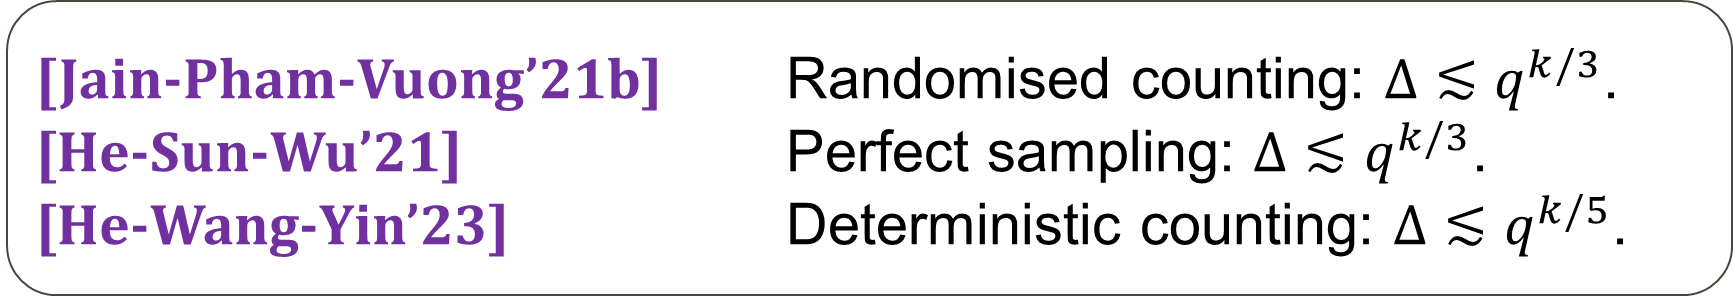 [Jain-Pham-Vuong’21b] Randomised counting: Δ ≲ q^{k/3}.
[He-Sun-Wu’21] Perfect sampling: Δ ≲ q^{k/3}.
[He-Wang-Yin’23] Deterministic counting: Δ ≲ q^{k/5}.